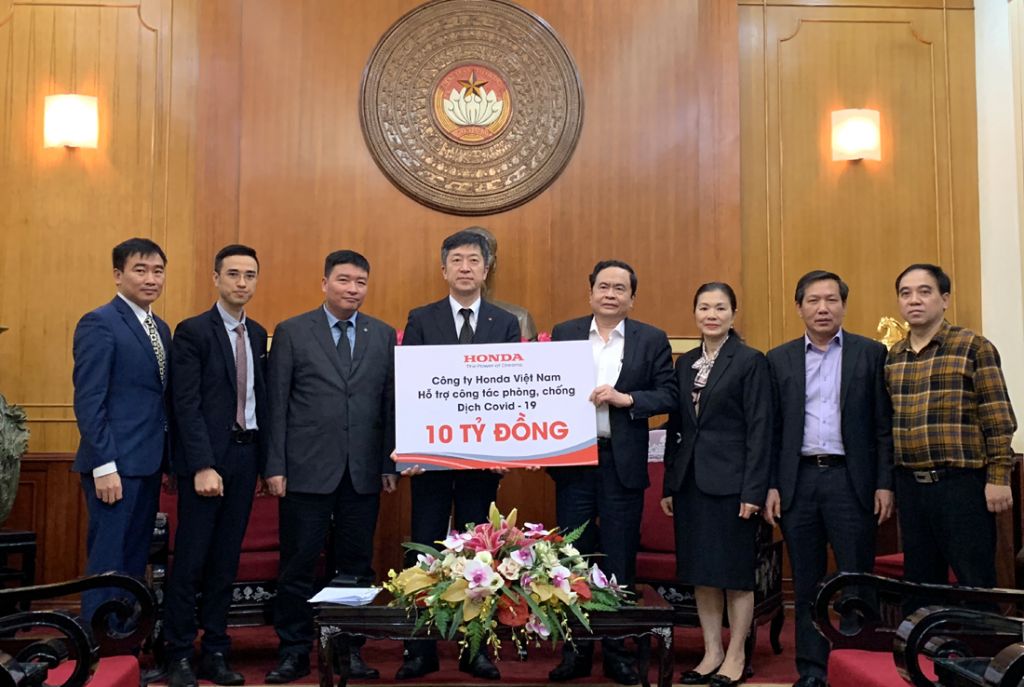 HONDA
The Power of Dreams
Công ty Honda Việt Nam
Hỗ trợ công tác phòng, chống
Dịch Covid - 19
10 TỶ ĐỒNG